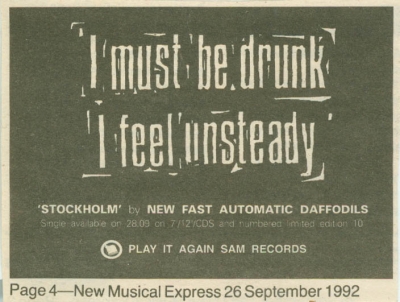 'I must be drunk
I feel unsteady'
'STOCKHOLM' by NEW FAST AUTOMATIC DAFFODILS
Single available on 28.09 on 7"/12"/CDS and numbered limited edition 10"
PLAY IT AGAIN SAM RECORDS
Page 4—New Musical Express 26 September 1992